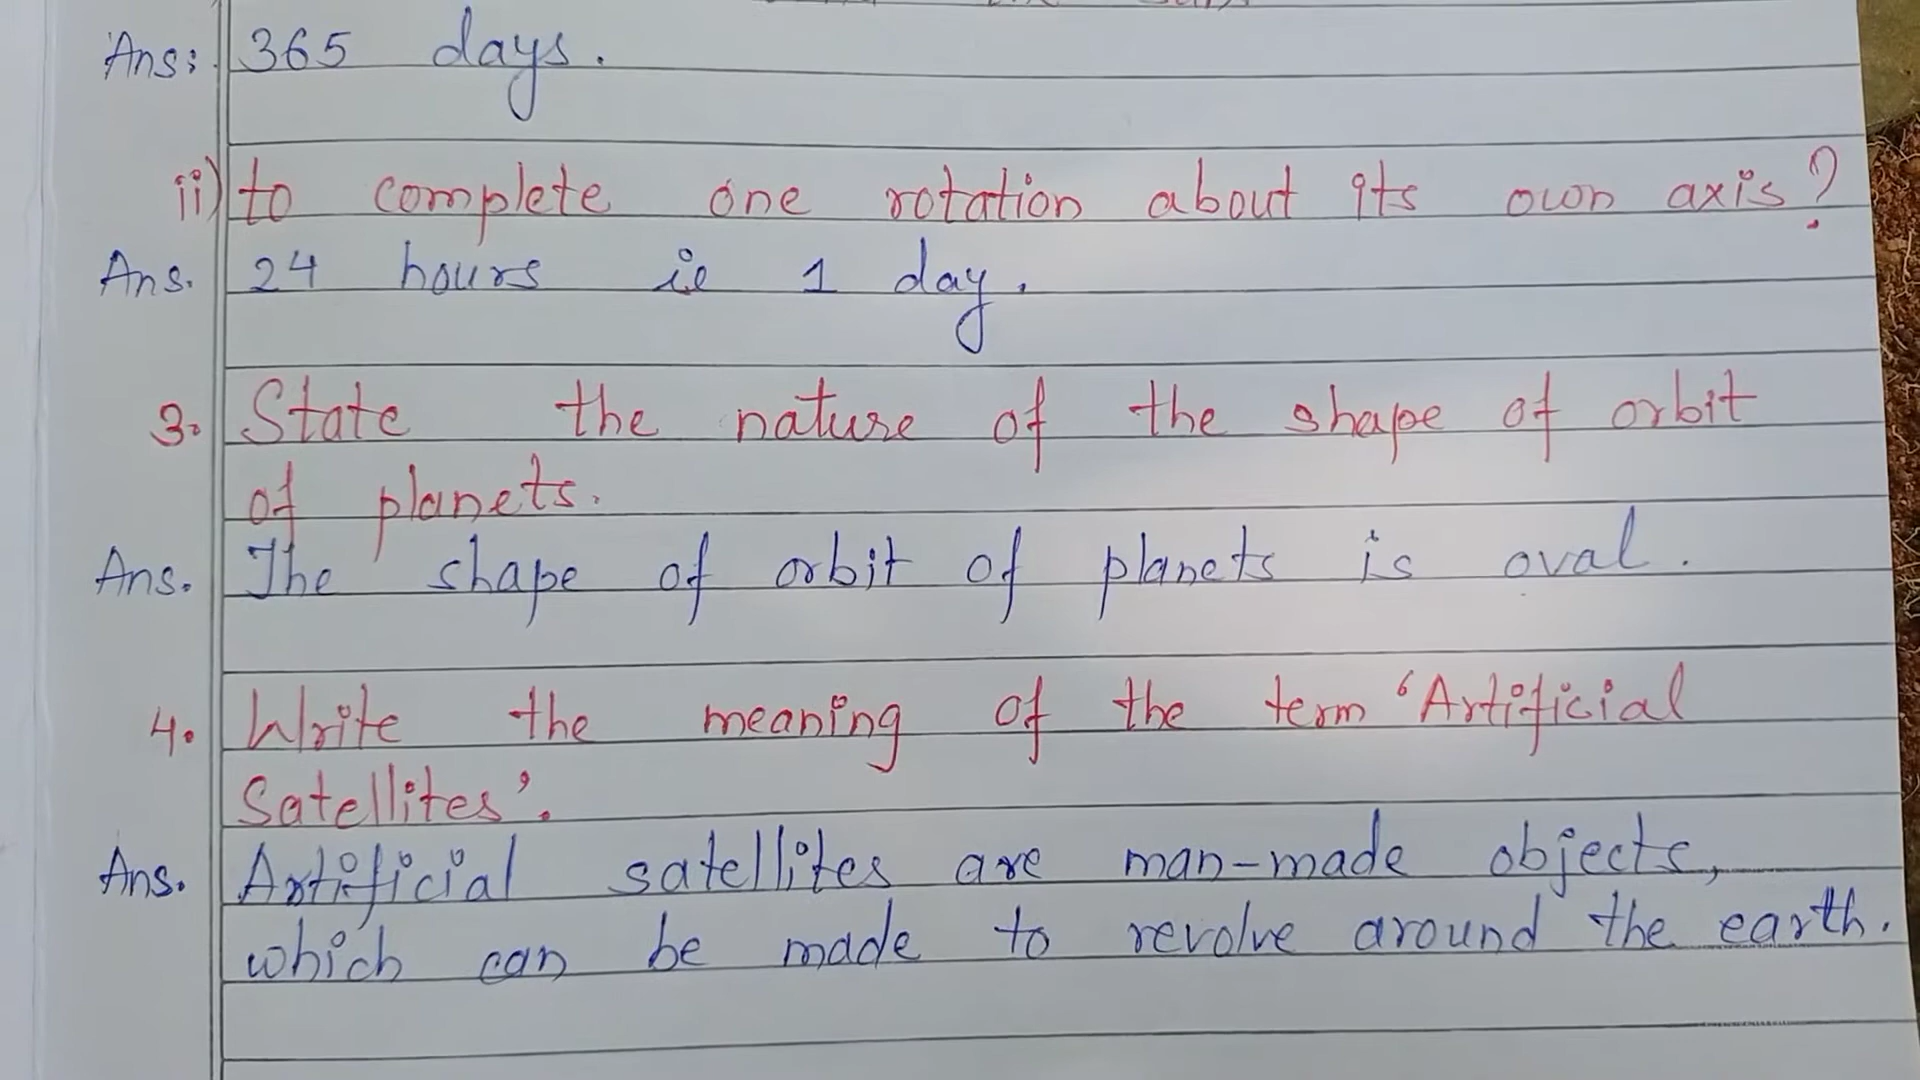 Ans: 365 days.
ii) to complete one rotation about its own axis?
Ans. 24 hours ie 1 day.
3. State the nature of the shape of orbit
of planets.
Ans. The shape of orbit of planets is oval.
4. Write the meaning of the term 'Artificial
Satellites'.
Ans. Artificial satellites are man-made objects,
which can be made to revolve around the earth.